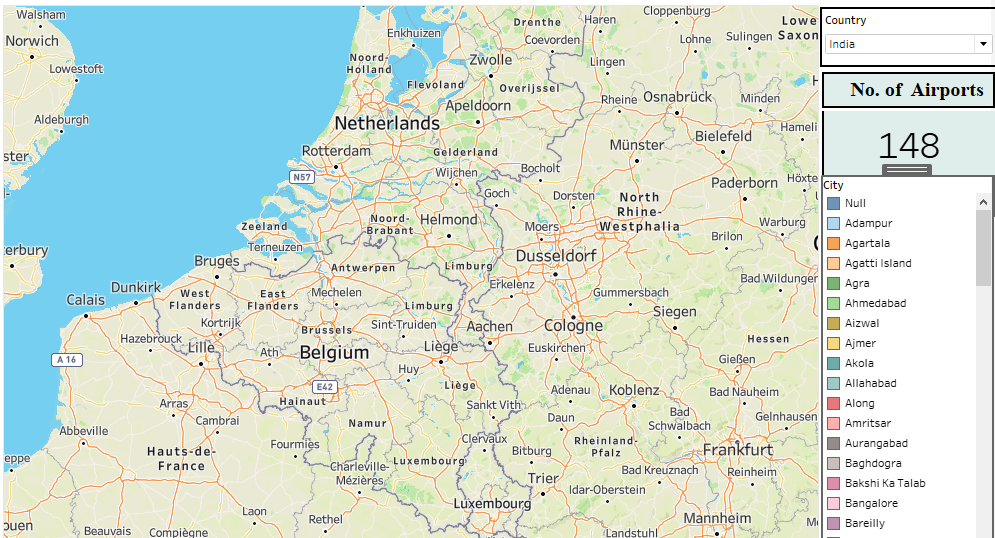 Walsham
Norwich
Lowestoft
Aldeburgh
ster
erbury
Enkhuizen
Noord-
Holland
Flevoland
Drenthe
Coevorden
Zwolle
Overijssel
Apeldoorn
Netherlands
Rotterdam
Gelderland
N57
Wijchen
Bocholt
Goch
Haren
Cloppenburg
Lohne
Sulingen
Lowe
Saxon
Lingen
Rheine
Osnabrück
Minden
Hameli
Bielefeld
Münster
Paderborn
Höxte
Dorsten
North
Rhine-
Westphalia
Moers
Dusseldorf
Warburg
Brilon
Zeeland
Terneuzen
Noord-
Brabant
Helmond
Bruges
Antwerpen
Limburg
Erkelenz
Gummersbach
Bad Wildungen
Calais
Dunkirk
West
Flanders
East
Flanders
Mechelen
Limburg
Kortrijk
Brussels
Sint-Truiden
Aachen
Cologne
Siegen
Hazebrouck
Lille
Ath
Belgium
Liège
Euskirchen
Hessen
A 16
E42
Huy
Liège
Gießen
Hainaut
Adenau
Koblenz
Bad Nauheim
Arras
Cambrai
Namur
Sankt Vith
Daun
Bad
Schwalbach
Gelnhausen
Abbeville
eppe
Hauts-de-
France
Fourmies
Charleville-
Mézières
Luxembourg
Clervaux
Bitburg
Rheinland-
Pfalz
Frankfurt
Bad Kreuznach
Reinheim
Trier
Idar-Oberstein
Luxembourg
Mannheim
ouen
Beauvais
Compiègne
Laon
Rethel
Country
India
No. of Airports
148
City
Null
Adampur
Agartala
Agatti Island
Agra
Ahmedabad
Aizwal
Ajmer
Akola
Allahabad
Along
Amritsar
Aurangabad
Baghdogra
Bakshi Ka Talab
Bangalore
Bareilly